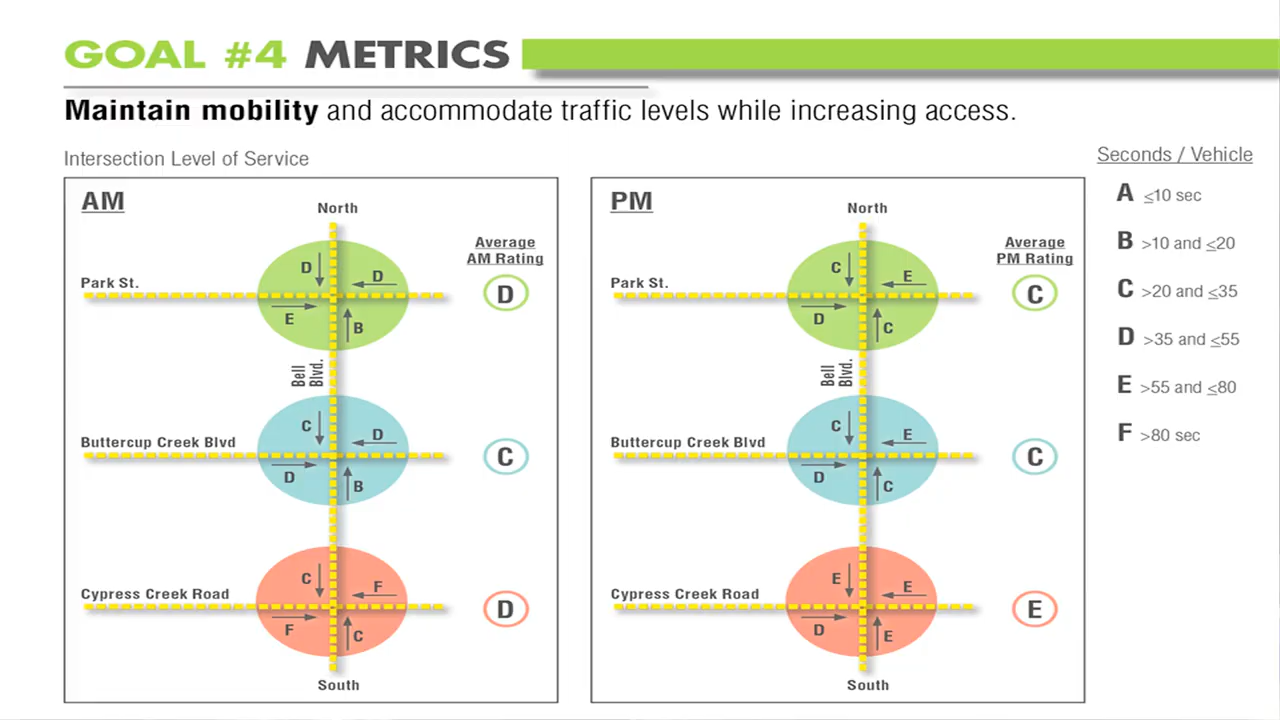 GOAL #4 METRICS
Maintain mobility and accommodate traffic levels while increasing access.
Intersection Level of Service
AM
North
Average
AM Rating
Park St.
D
D
E
B
D
Bell
Blvd.
Buttercup Creek Blvd
C
D
D
B
C
Cypress Creek Road
C
F
F
C
D
South
PM
North
Average
PM Rating
Park St.
C
E
D
C
C
Bell
Blvd.
Buttercup Creek Blvd
C
E
D
C
C
Cypress Creek Road
E
E
D
E
E
South
Seconds / Vehicle
A ≤10 sec
B >10 and ≤20
C >20 and ≤35
D >35 and ≤55
E >55 and ≤80
F >80 sec